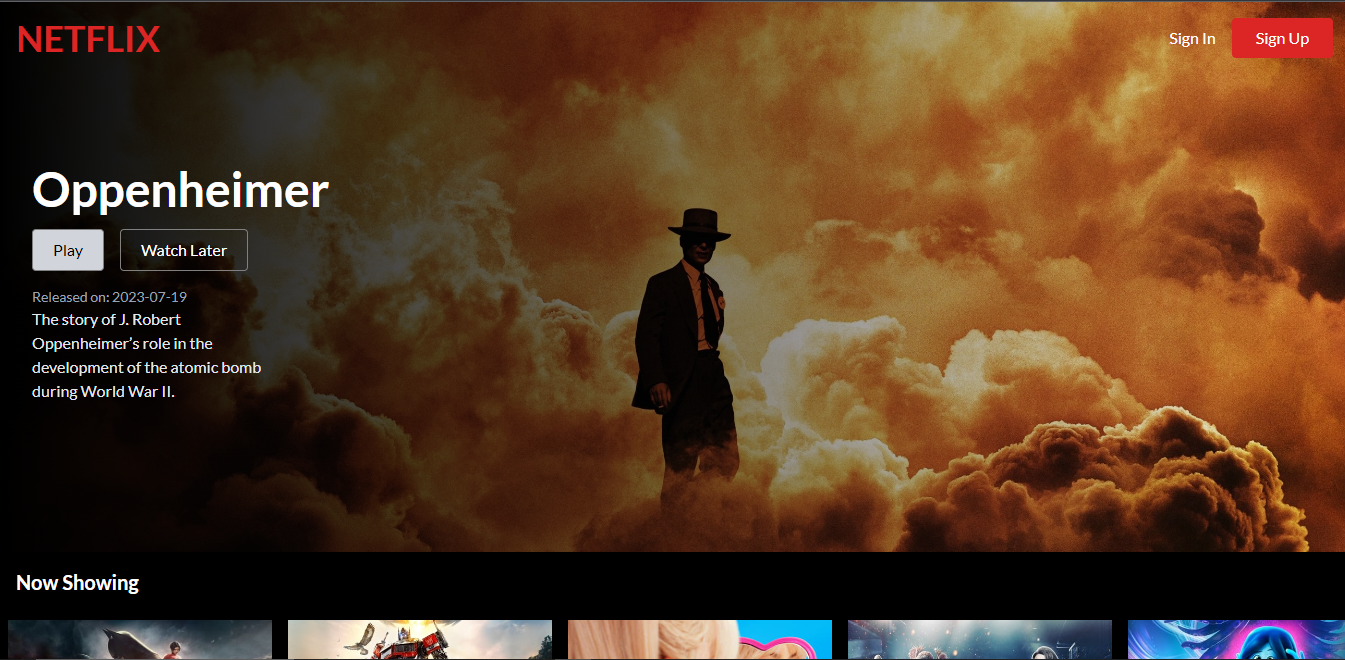 NETFLIX
Sign In
Sign Up
Oppenheimer
Play
Watch Later
Released on: 2023-07-19
The story of J. Robert
Oppenheimer’s role in the
development of the atomic bomb
during World War II.
Now Showing